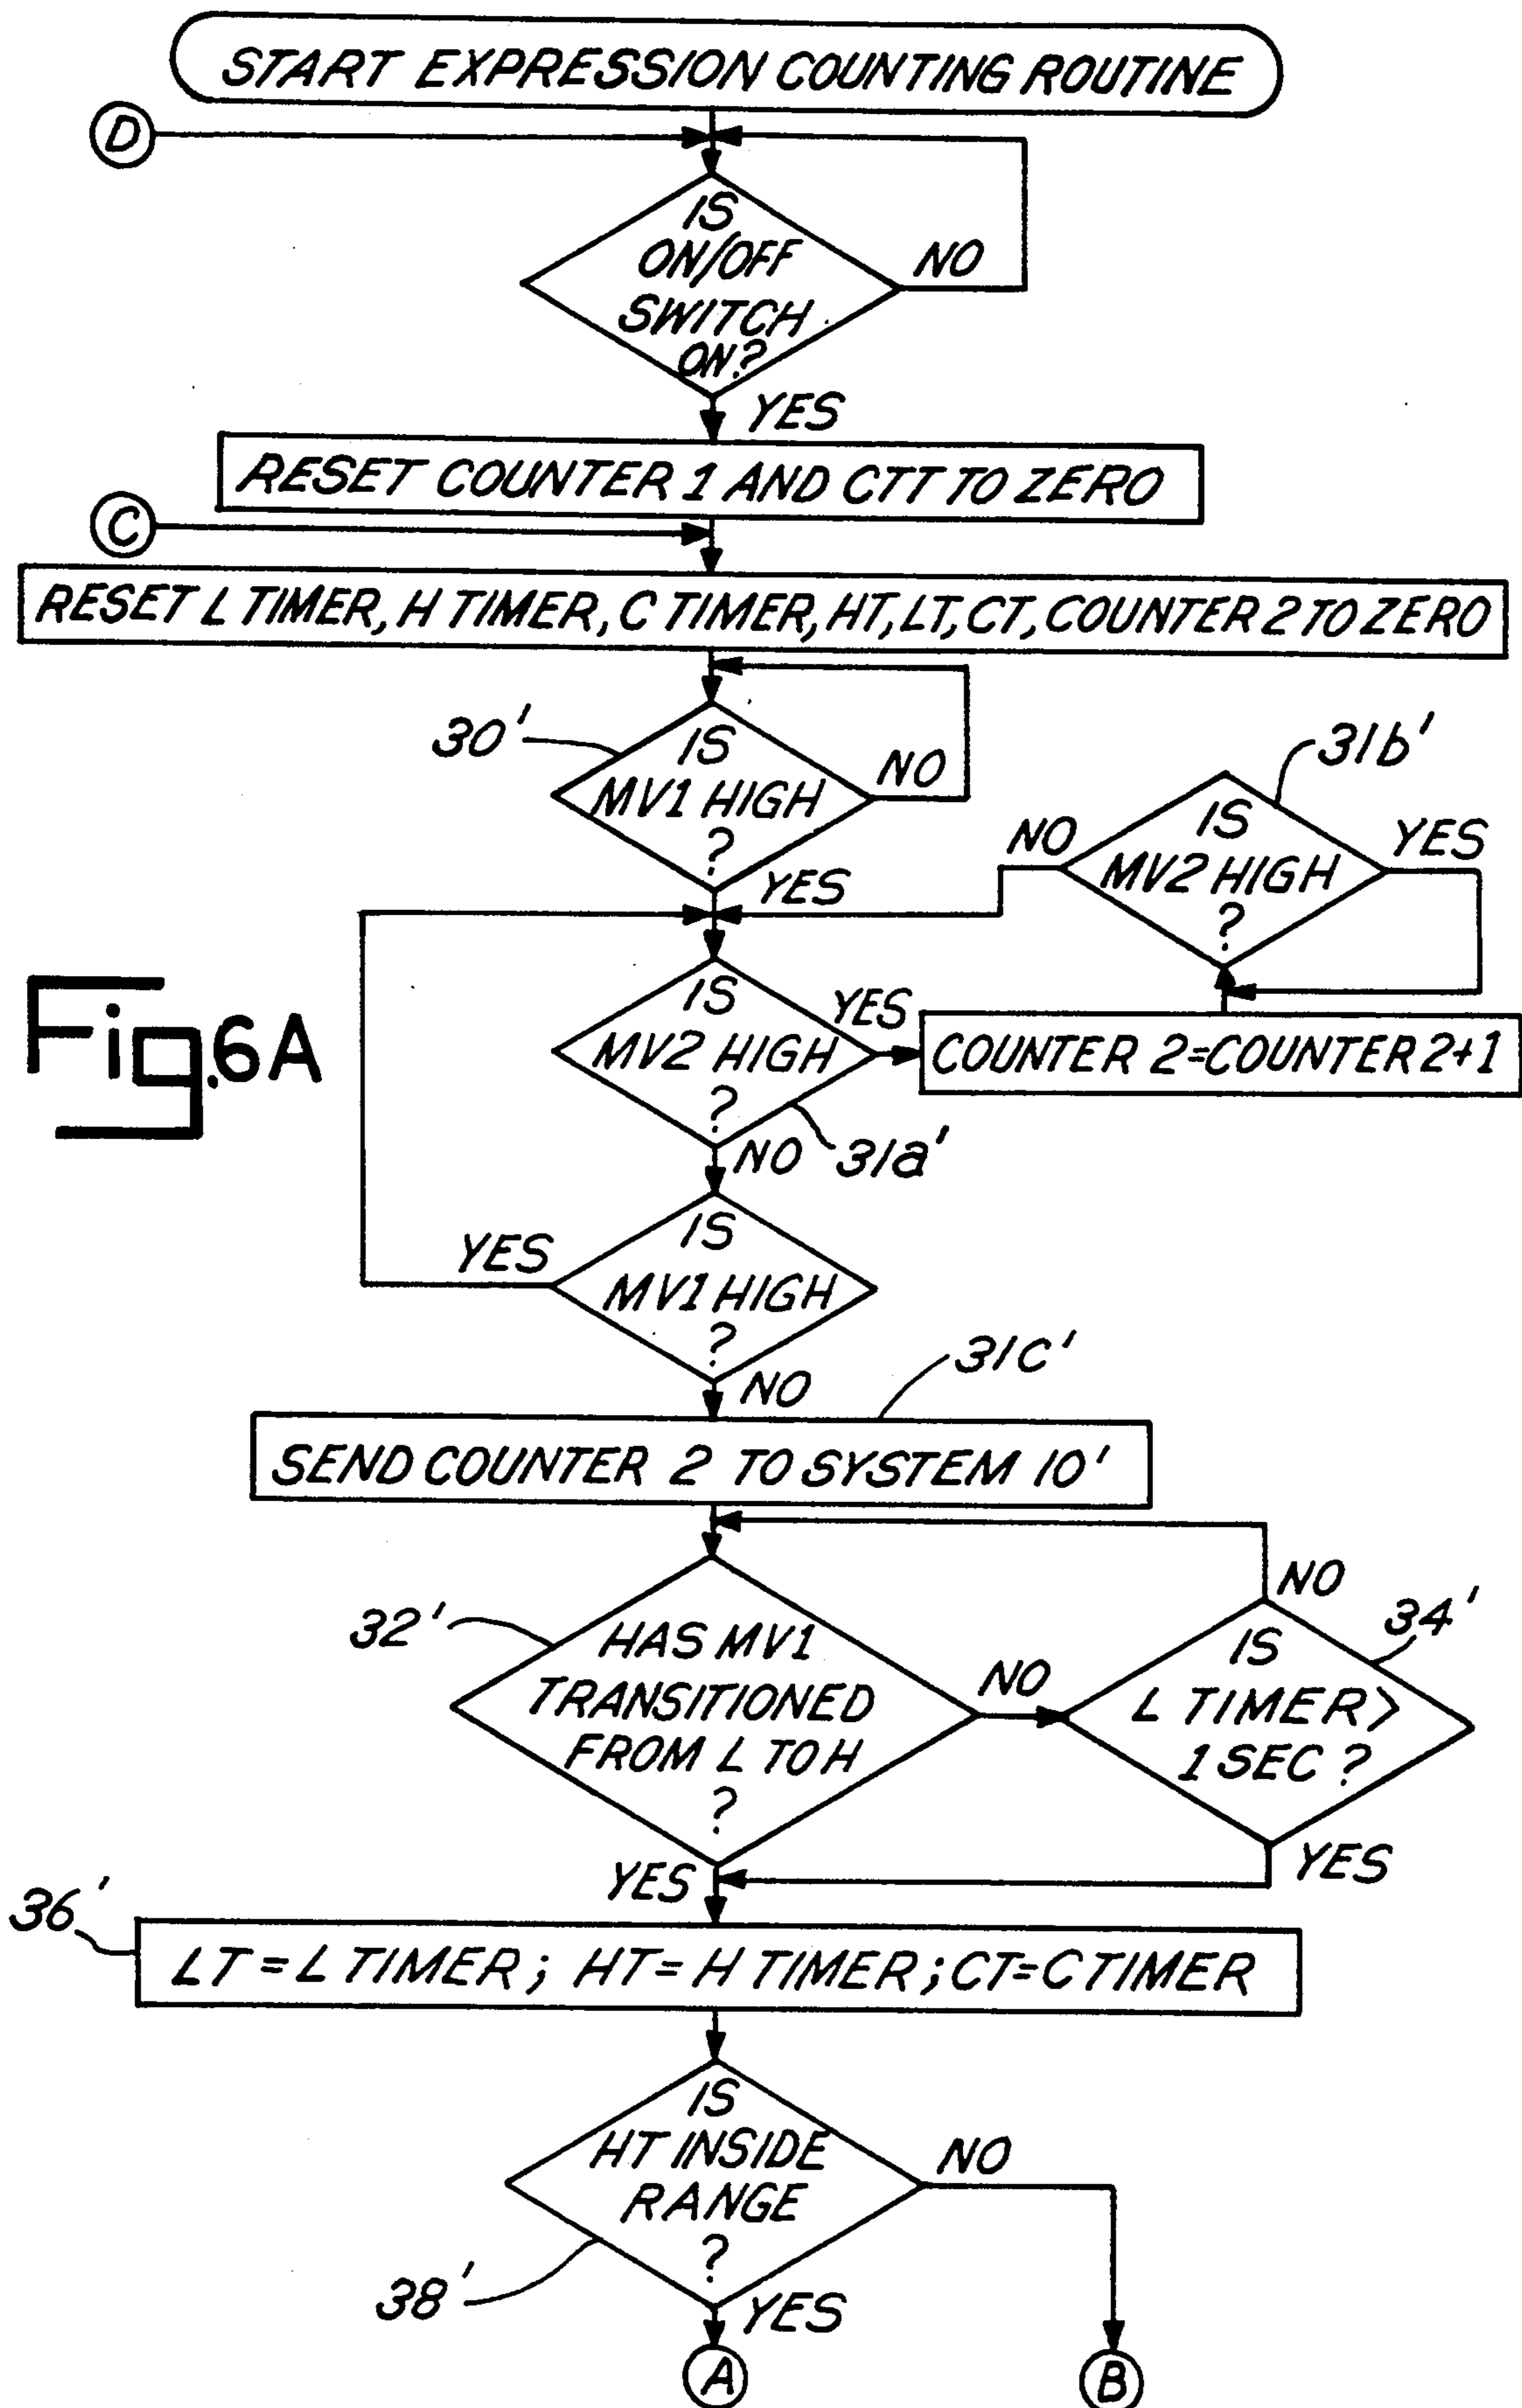 START EXPRESSION COUNTING ROUTINE
D
IS
ON/OFF
SWITCH
ON?
NO
YES
RESET COUNTER 1 AND CTT TO ZERO
C
RESET L TIMER, H TIMER, C TIMER, HT, LT, CT, COUNTER 2 TO ZERO
30'
IS
MV1 HIGH
?
NO
YES
31b'
IS
MV2 HIGH
?
NO
YES
Fig. 6A
IS
MV2 HIGH
?
YES
COUNTER 2=COUNTER 2+1
NO
31a'
IS
MV1 HIGH
?
YES
NO
31c'
SEND COUNTER 2 TO SYSTEM 10'
32'
HAS MV1
TRANSITIONED
FROM L TO H
?
NO
34'
IS
L TIMER>
1 SEC ?
NO
YES
YES
36'
LT = L TIMER; HT= H TIMER; CT= C TIMER
IS
HT INSIDE
RANGE
?
NO
38'
YES
A
B